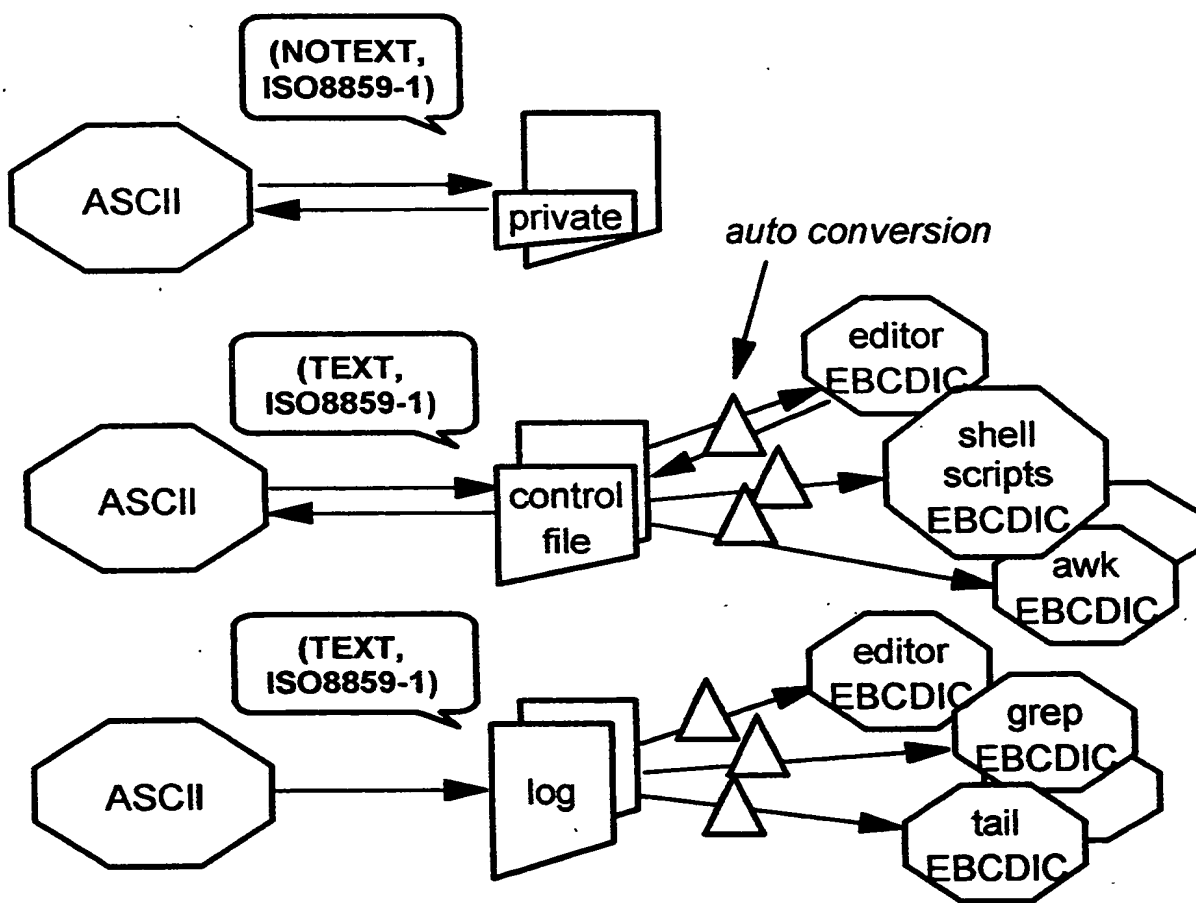 (NOTEXT,
ISO8859-1)
ASCII
private
auto conversion
(TEXT,
ISO8859-1)
ASCII
control
file
editor
EBCDIC
shell
scripts
EBCDIC
awk
EBCDIC
(TEXT,
ISO8859-1)
ASCII
log
editor
EBCDIC
grep
EBCDIC
tail
EBCDIC